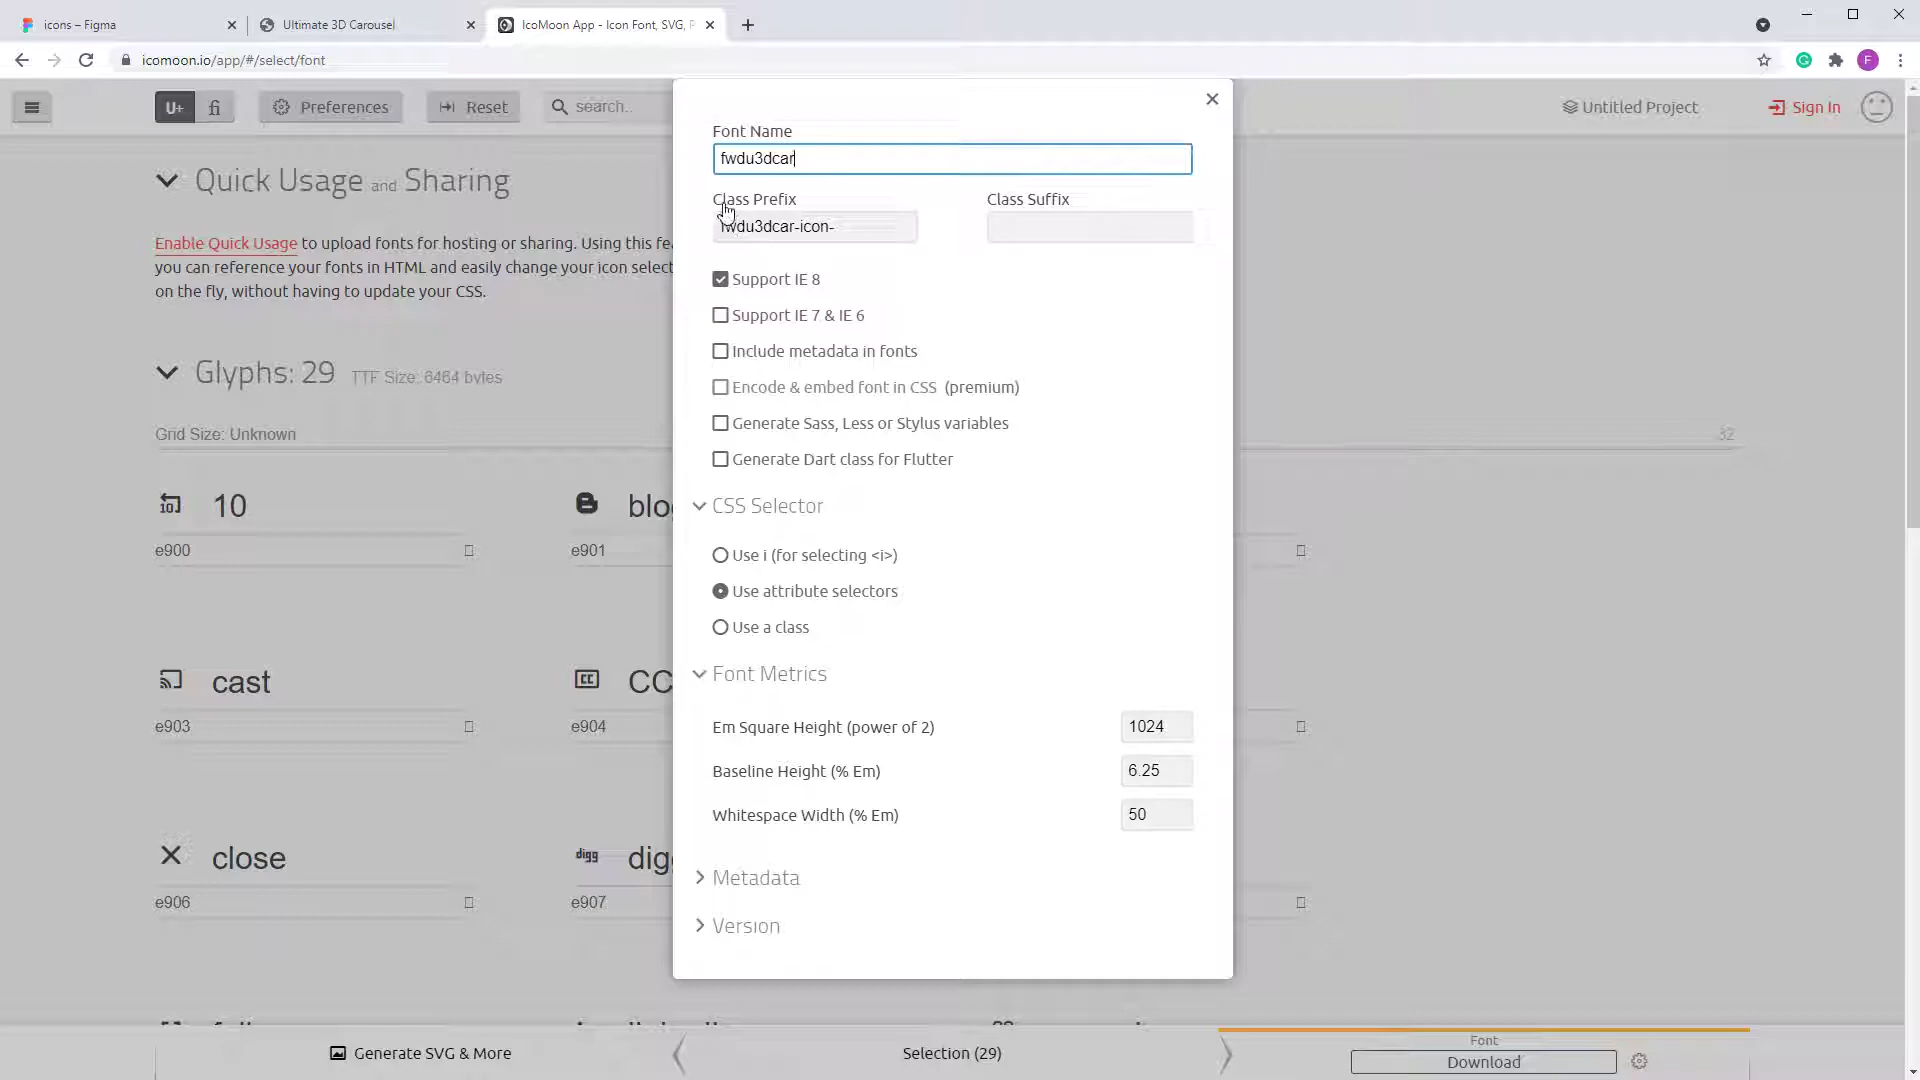 icons – Figma
Ultimate 3D Carousel
IcoMoon App - Icon Font, SVG, P
icomoon.io/app/#/select/font
F
U+
fi
Preferences
Reset
search..
Untitled Project
Sign In
Quick Usage and Sharing
Enable Quick Usage to upload fonts for hosting or sharing. Using this fea
you can reference your fonts in HTML and easily change your icon select
on the fly, without having to update your CSS.
Glyphs: 29 TTF Size: 6464 bytes
Grid Size: Unknown
32
10
e900
blo
e901
cast
e903
CC
e904
close
e906
digg
dig
e907
Font Name
fwdu3dcar
Class Prefix
Class Suffix
fwdu3dcar-icon-
Support IE 8
Support IE 7 & IE 6
Include metadata in fonts
Encode & embed font in CSS (premium)
Generate Sass, Less or Stylus variables
Generate Dart class for Flutter
CSS Selector
Use i (for selecting <i>)
Use attribute selectors
Use a class
Font Metrics
Em Square Height (power of 2)
1024
Baseline Height (% Em)
6.25
Whitespace Width (% Em)
50
Metadata
Version
Generate SVG & More
Selection (29)
Font
Download